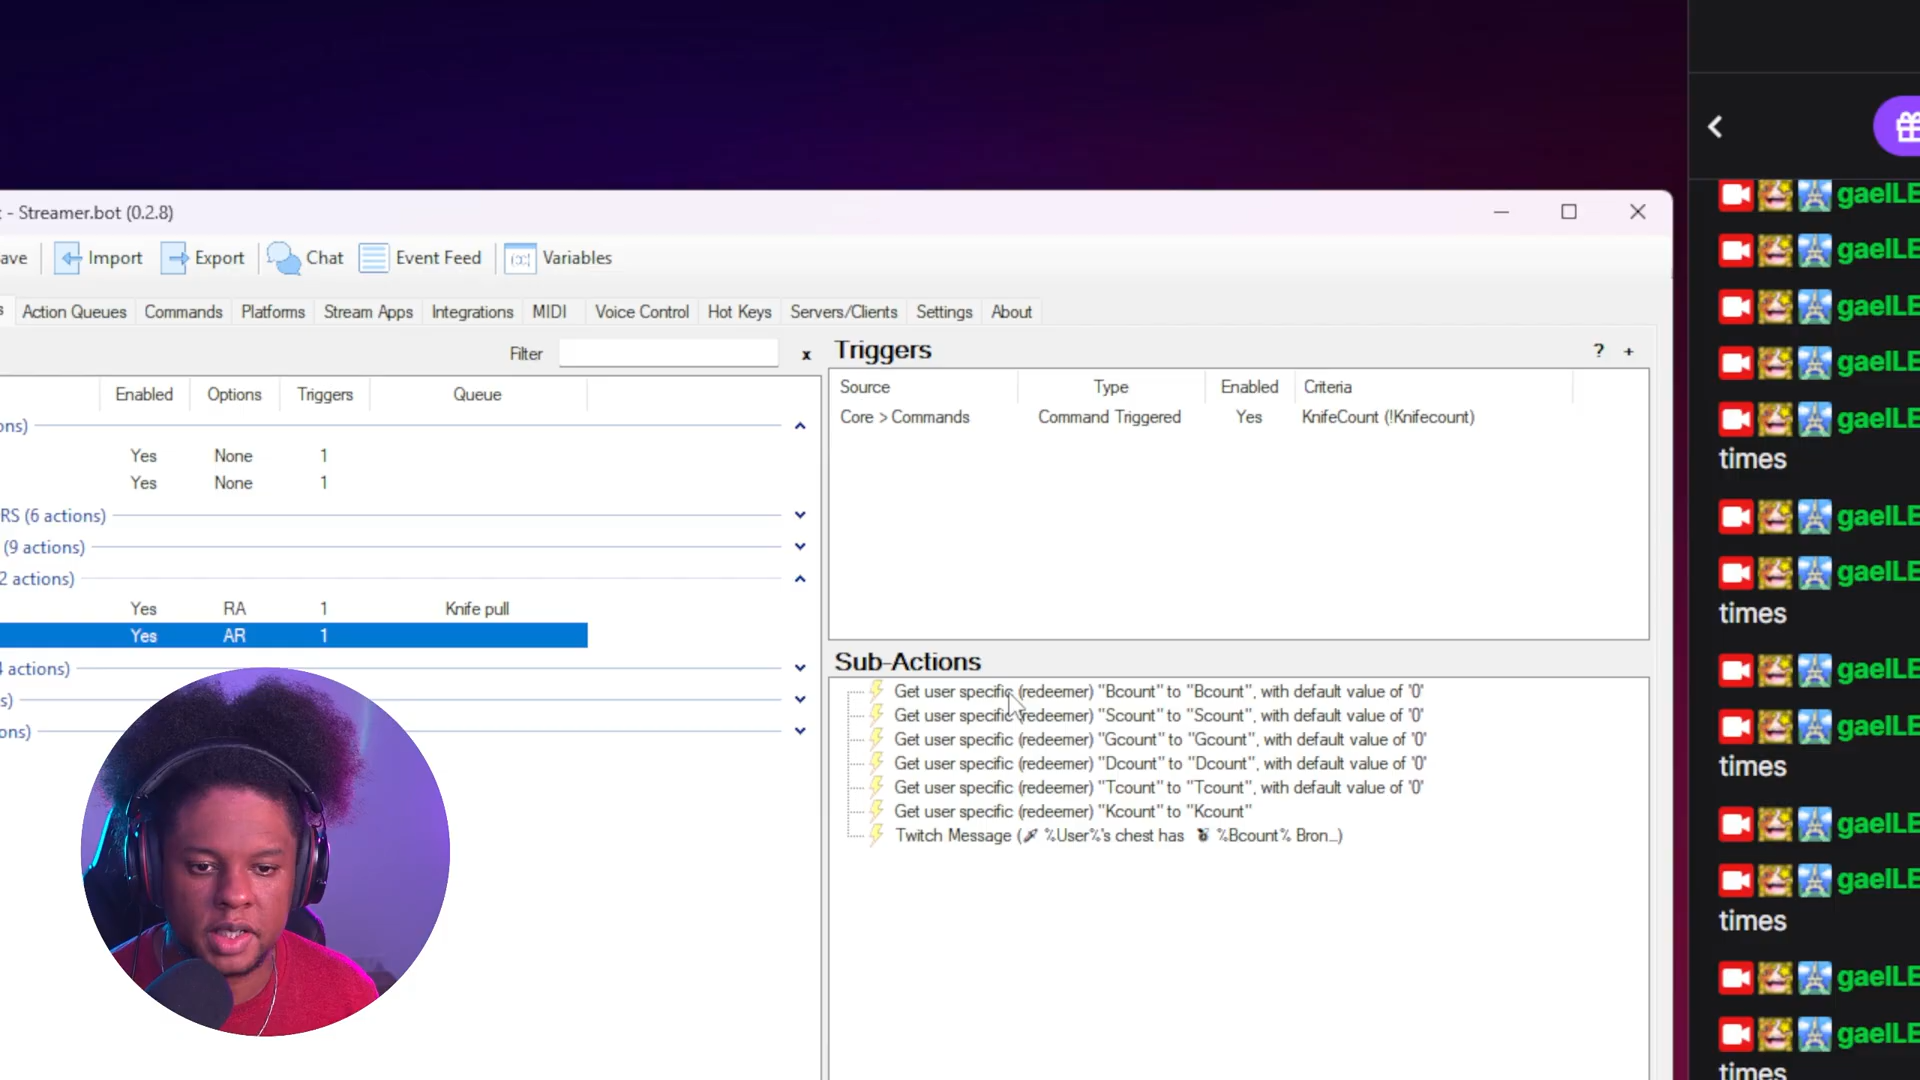 - Streamer.bot (0.2.8)
ave Import Export Chat Event Feed Variables
s Action Queues Commands Platforms Stream Apps Integrations MIDI Voice Control Hot Keys Servers/Clients Settings About
Filter x
Enabled Options Triggers Queue
ons)
Yes None 1
Yes None 1
RS (6 actions)
(9 actions)
2 actions)
Yes RA 1 Knife pull
Yes AR 1
4 actions)
s)
ons)
Triggers ? +
Source Type Enabled Criteria
Core > Commands Command Triggered Yes KnifeCount (!Knifecount)
Sub-Actions
Get user specific (redeemer) "Bcount" to "Bcount", with default value of '0'
Get user specific (redeemer) "Scount" to "Scount", with default value of '0'
Get user specific (redeemer) "Gcount" to "Gcount", with default value of '0'
Get user specific (redeemer) "Dcount" to "Dcount", with default value of '0'
Get user specific (redeemer) "Tcount" to "Tcount", with default value of '0'
Get user specific (redeemer) "Kcount" to "Kcount"
Twitch Message (🗡 %User%'s chest has 🥉 %Bcount% Bron...)
gaelLE
gaelLE
gaelLE
gaelLE
gaelLE
times
gaelLE
gaelLE
times
gaelLE
gaelLE
times
gaelLE
gaelLE
times
gaelLE
gaelLE
times